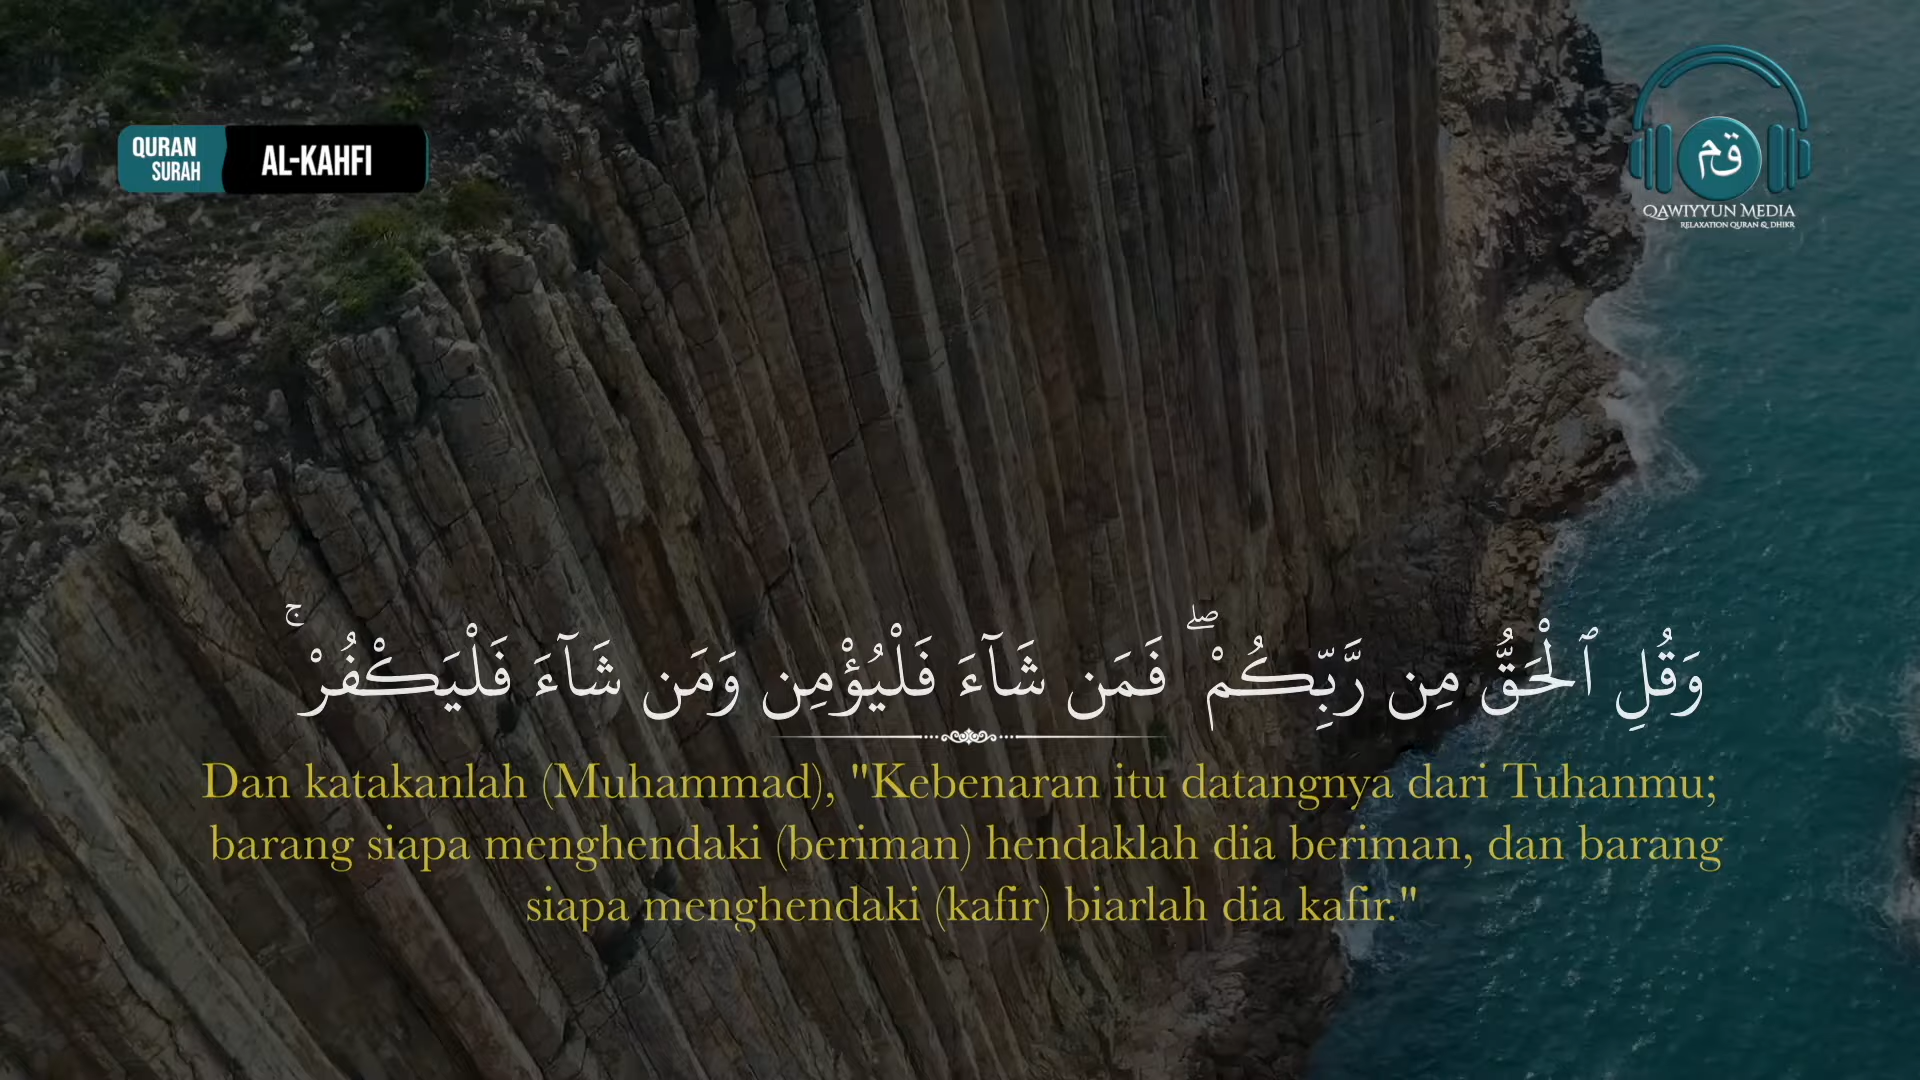 QURAN
SURAH
AL-KAHFI
قم
QAWIYYUN MEDIA
RELAXATION QURAN & DHIKR
وَقُلِ ٱلْحَقُّ مِن رَّبِّكُمْ ۖ فَمَن شَآءَ فَلْيُؤْمِن وَمَن شَآءَ فَلْيَكْفُرْ ۚ
Dan katakanlah (Muhammad), "Kebenaran itu datangnya dari Tuhanmu;
barang siapa menghendaki (beriman) hendaklah dia beriman, dan barang
siapa menghendaki (kafir) biarlah dia kafir."